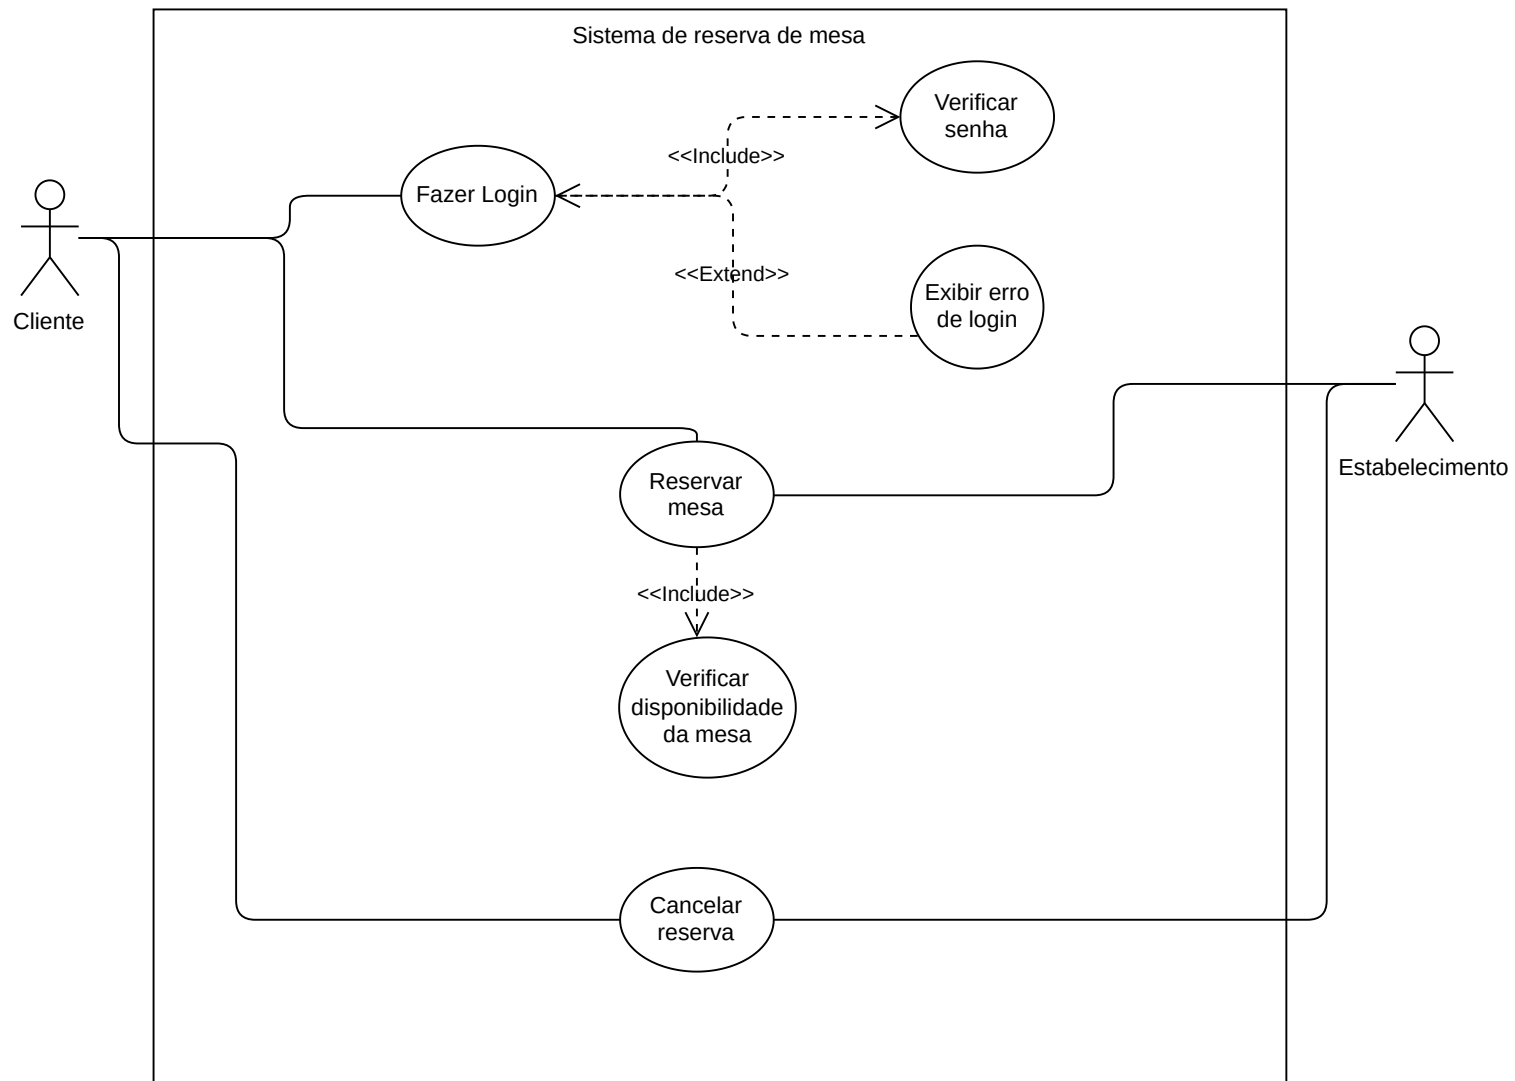 Sistema de reserva de mesa
Verificar
senha
<<Include>>
Fazer Login
<<Extend>>
Exibir erro
de login
Cliente
Estabelecimento
Reservar
mesa
<<Include>>
Verificar
disponibilidade
da mesa
Cancelar
reserva